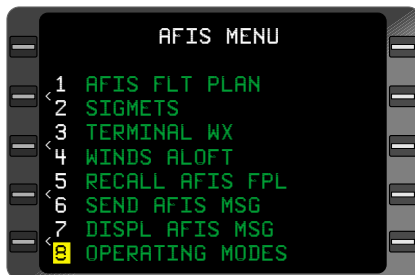 AFIS MENU
1 AFIS FLT PLAN
2 SIGMETS
3 TERMINAL WX
4 WINDS ALOFT
5 RECALL AFIS FPL
6 SEND AFIS MSG
7 DISPL AFIS MSG
8 OPERATING MODES